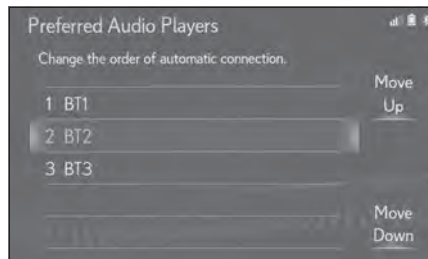 Preferred Audio Players
Change the order of automatic connection.
Move
Up
1 BT1
2 BT2
3 BT3
Move
Down